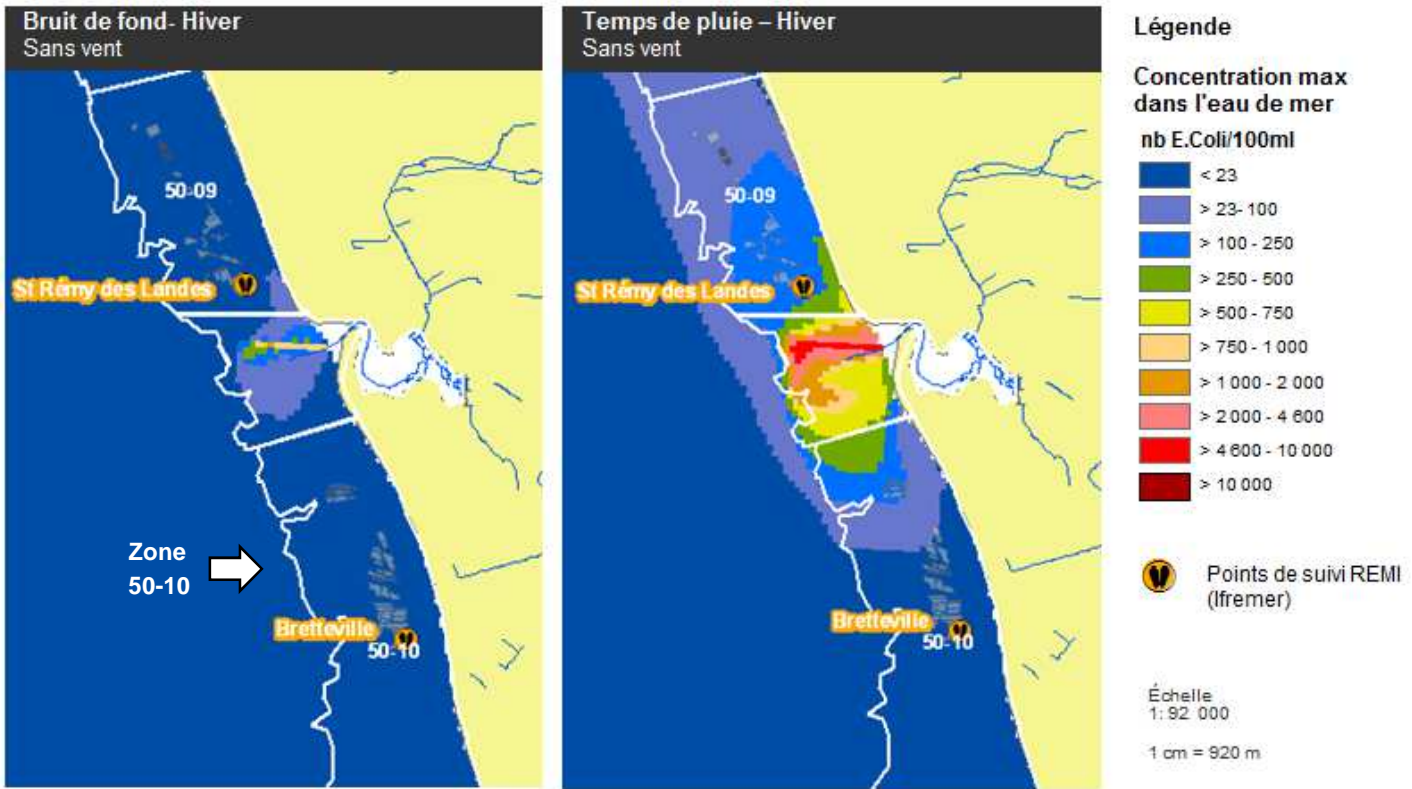 Bruit de fond- Hiver
Sans vent
50-09
St Rémy des Landes
Zone
50-10
Bretteville
50-10
Temps de pluie – Hiver
Sans vent
50-09
St Rémy des Landes
Bretteville
50-10
Légende
Concentration max
dans l'eau de mer
nb E.Coli/100ml
< 23
> 23- 100
> 100 - 250
> 250 - 500
> 500 - 750
> 750 - 1 000
> 1 000 - 2 000
> 2 000 - 4 600
> 4 600 - 10 000
> 10 000
Points de suivi REMI
(Ifremer)
Échelle
1: 92 000
1 cm = 920 m